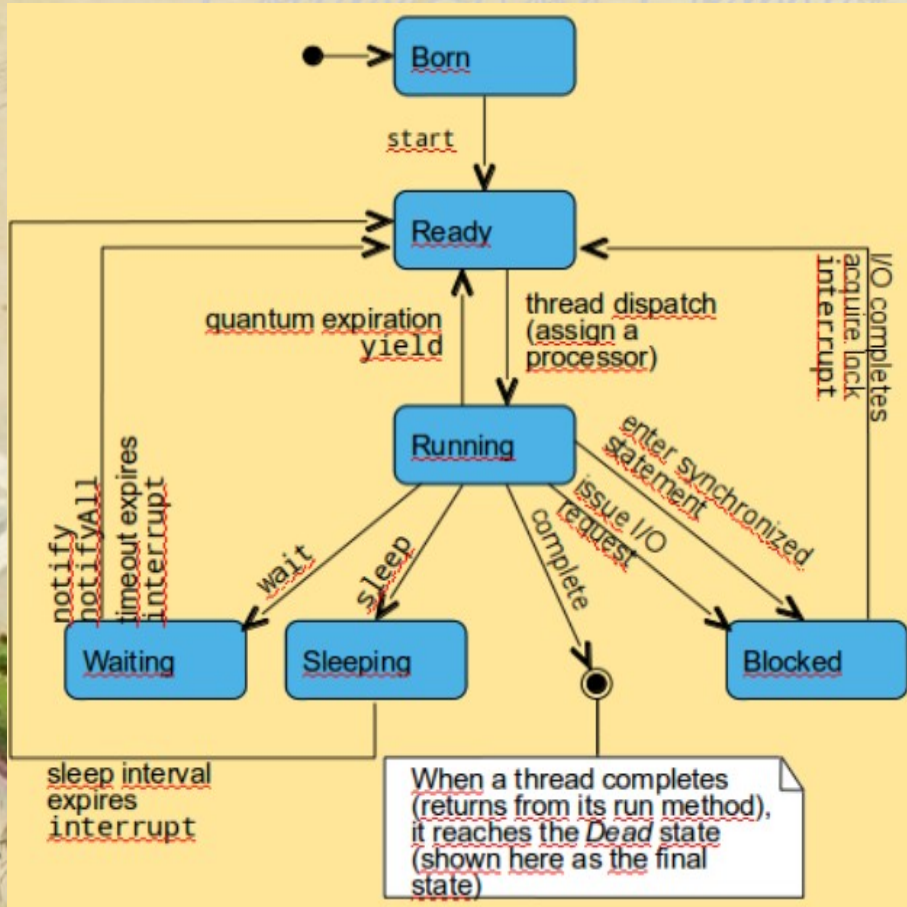 Born
start
Ready
quantum expiration
yield
thread dispatch
(assign a
processor)
I/O completes
acquire lock
interrupt
Running
enter synchronized
statement
issue I/O
request
complete
sleep
wait
notify
notifyAll
timeout expires
interrupt
Waiting
Sleeping
Blocked
sleep interval
expires
interrupt
When a thread completes
(returns from its run method),
it reaches the Dead state
(shown here as the final
state)